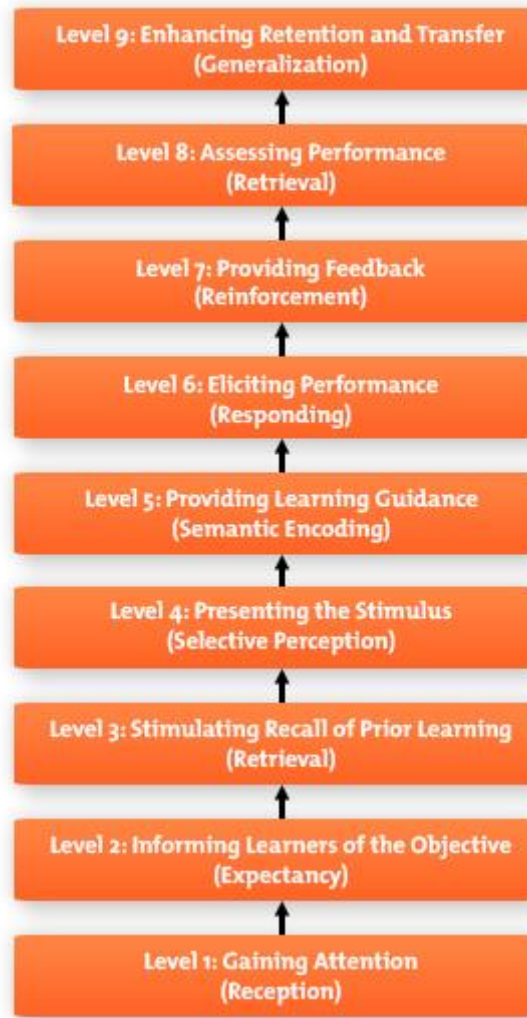 Level 9: Enhancing Retention and Transfer
(Generalization)
Level 8: Assessing Performance
(Retrieval)
Level 7: Providing Feedback
(Reinforcement)
Level 6: Eliciting Performance
(Responding)
Level 5: Providing Learning Guidance
(Semantic Encoding)
Level 4: Presenting the Stimulus
(Selective Perception)
Level 3: Stimulating Recall of Prior Learning
(Retrieval)
Level 2: Informing Learners of the Objective
(Expectancy)
Level 1: Gaining Attention
(Reception)